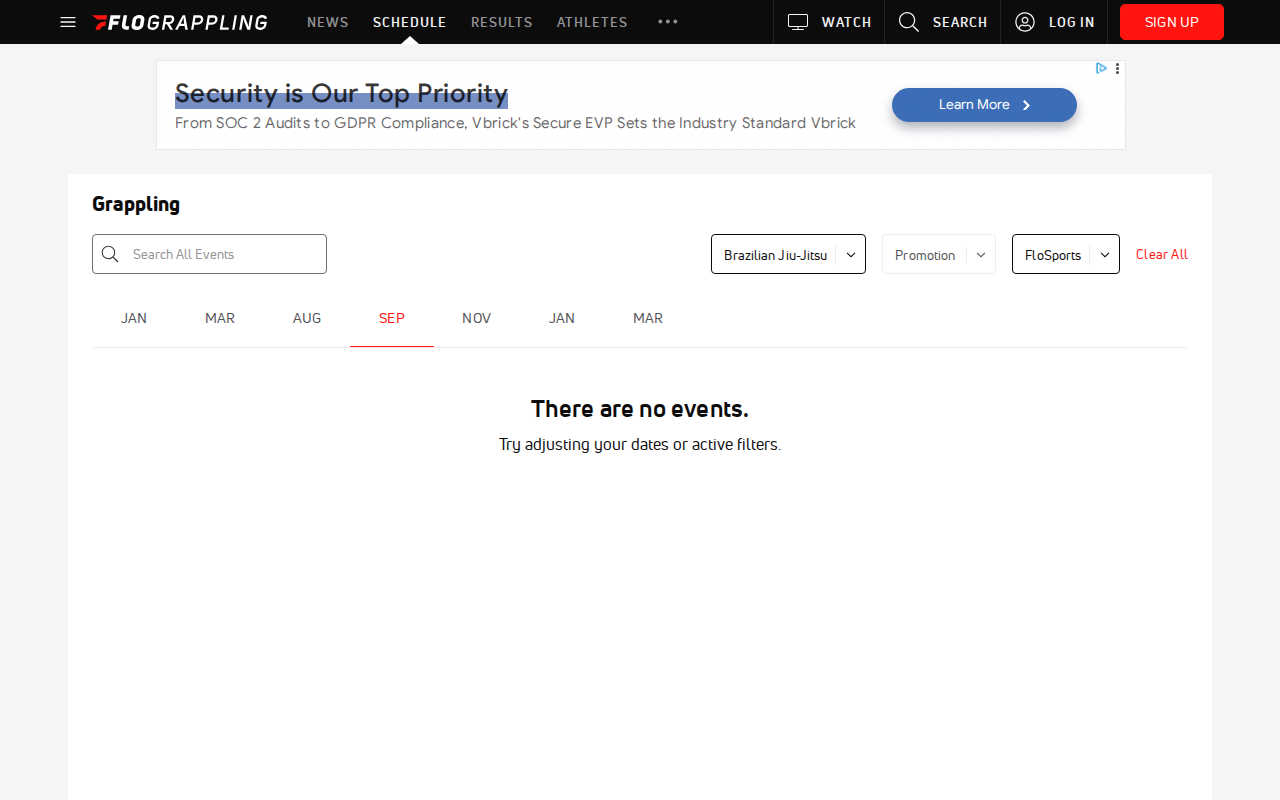 FLOGRAPPLING NEWS SCHEDULE RESULTS ATHLETES WATCH SEARCH LOG IN SIGN UP
Security is Our Top Priority
From SOC 2 Audits to GDPR Compliance, Vbrick's Secure EVP Sets the Industry Standard Vbrick
Learn More
Grappling
Search All Events Brazilian Jiu-Jitsu Promotion FloSports Clear All
JAN MAR AUG SEP NOV JAN MAR
There are no events.
Try adjusting your dates or active filters.